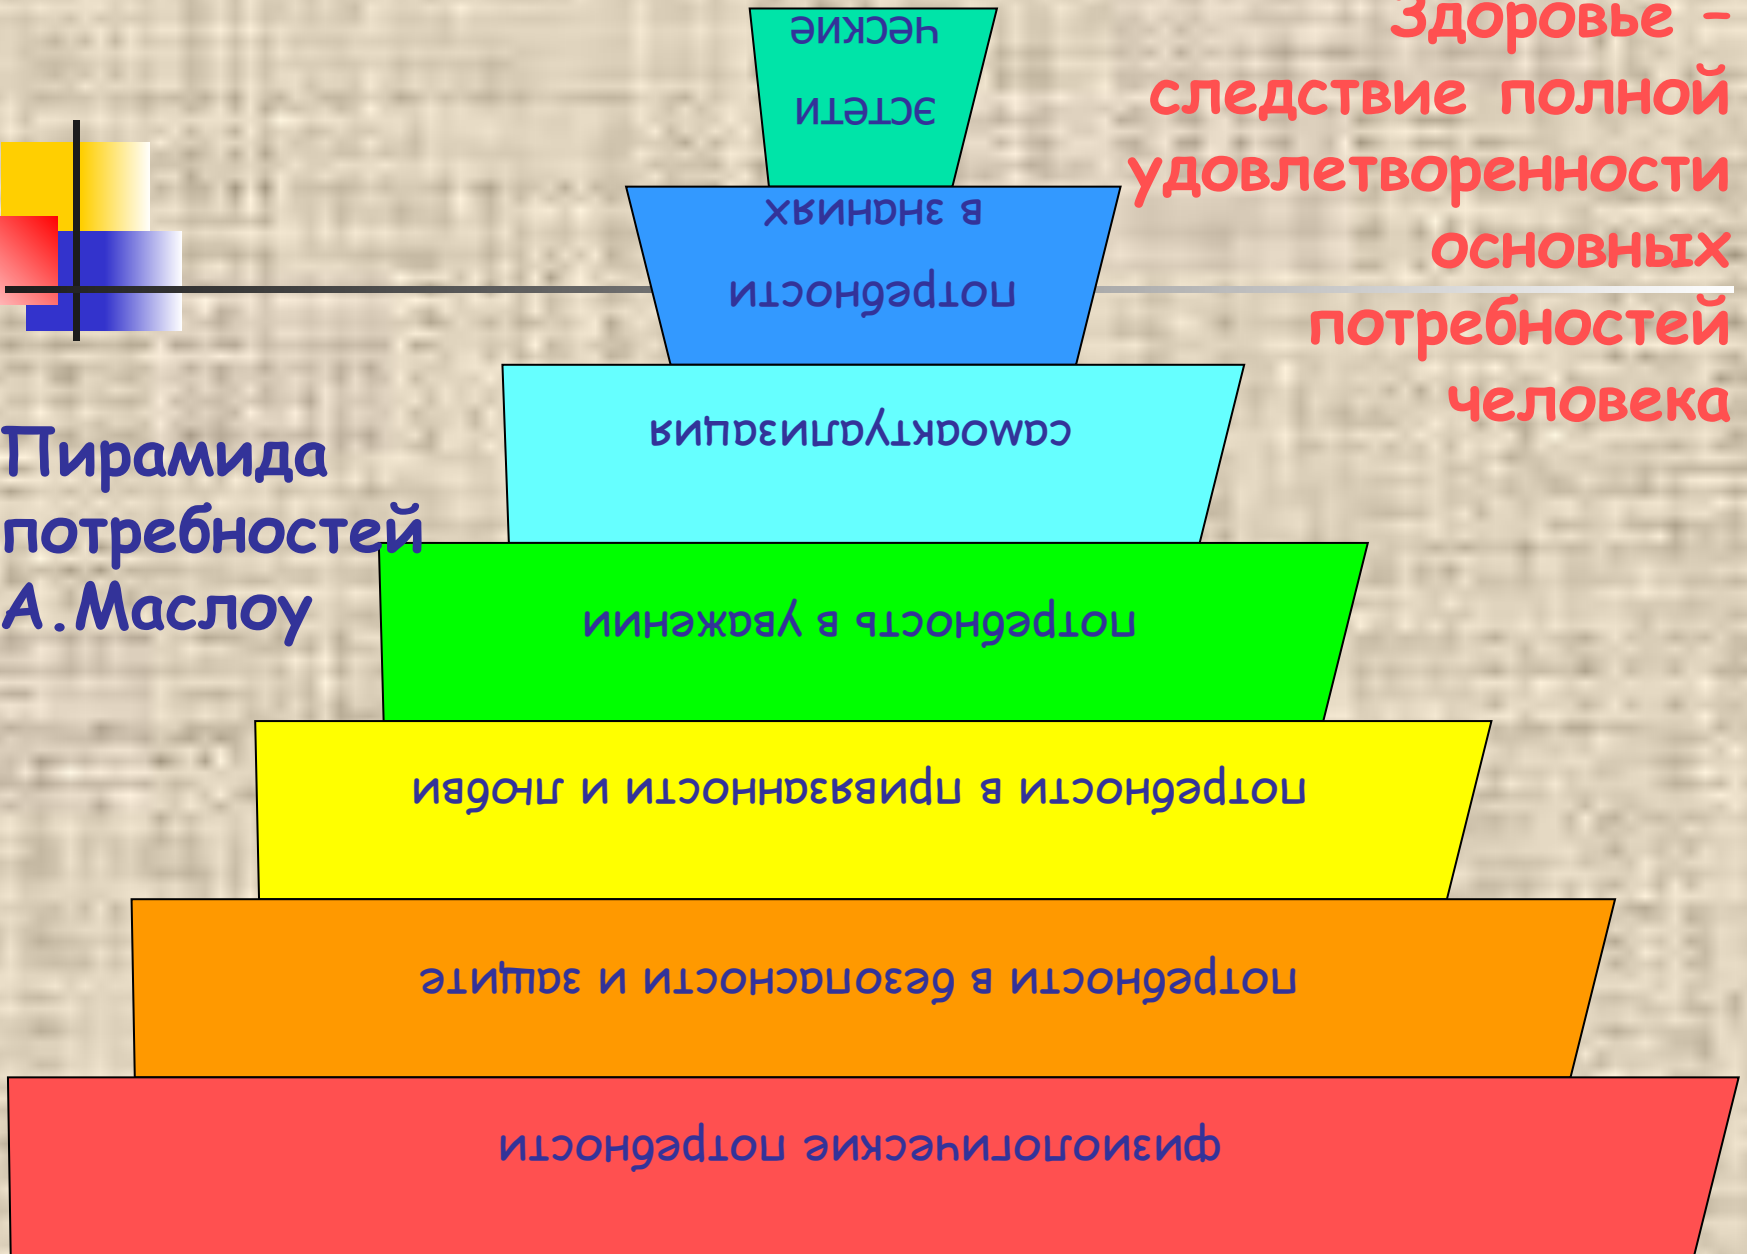 Здоровье –
следствие полной
удовлетворенности
основных
потребностей
человека
Пирамида
потребностей
А.Маслоу
эстети
ческие
потребности
в знаниях
самоактуализация
потребность в уважении
потребности в привязанности и любви
потребности в безопасности и защите
физиологические потребности